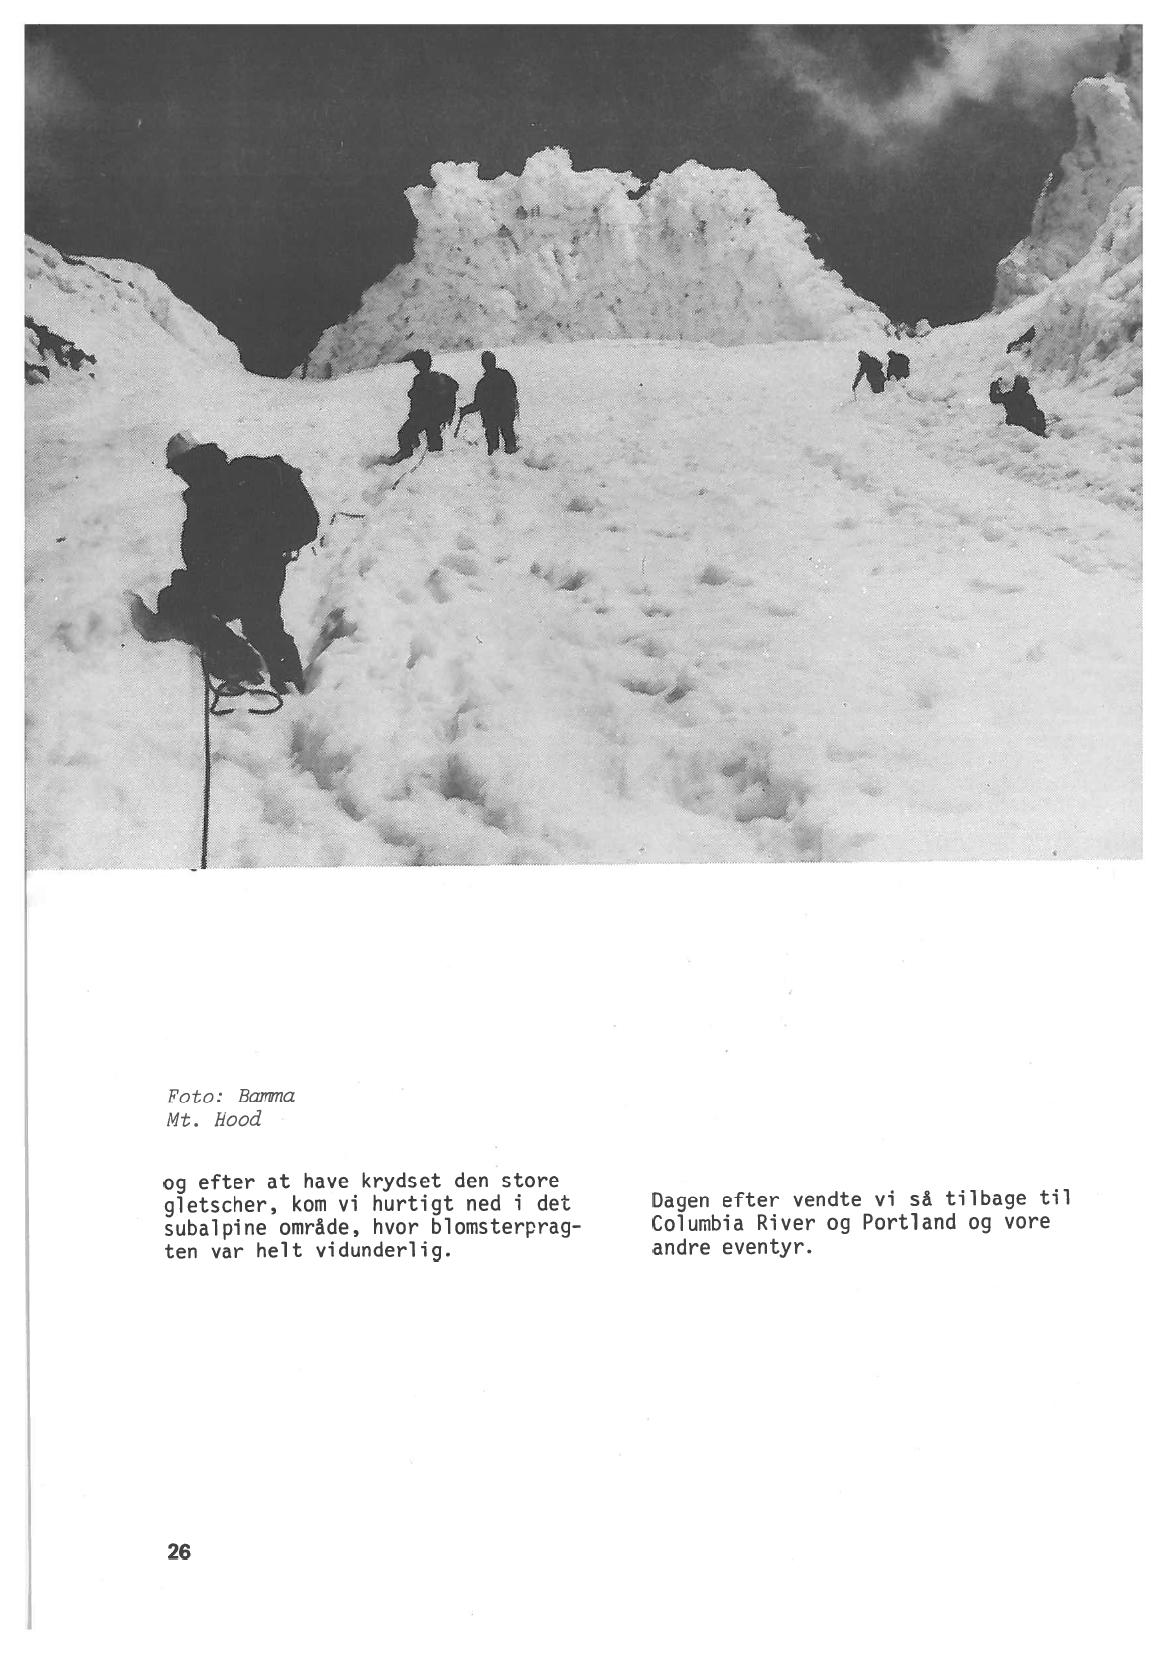 Foto: Bamma
Mt. Hood
og efter at have krydset den store
gletscher, kom vi hurtigt ned i det
subalpine område, hvor blomsterprag-
ten var helt vidunderlig.
Dagen efter vendte vi så tilbage til
Columbia River og Portland og vore
andre eventyr.
26